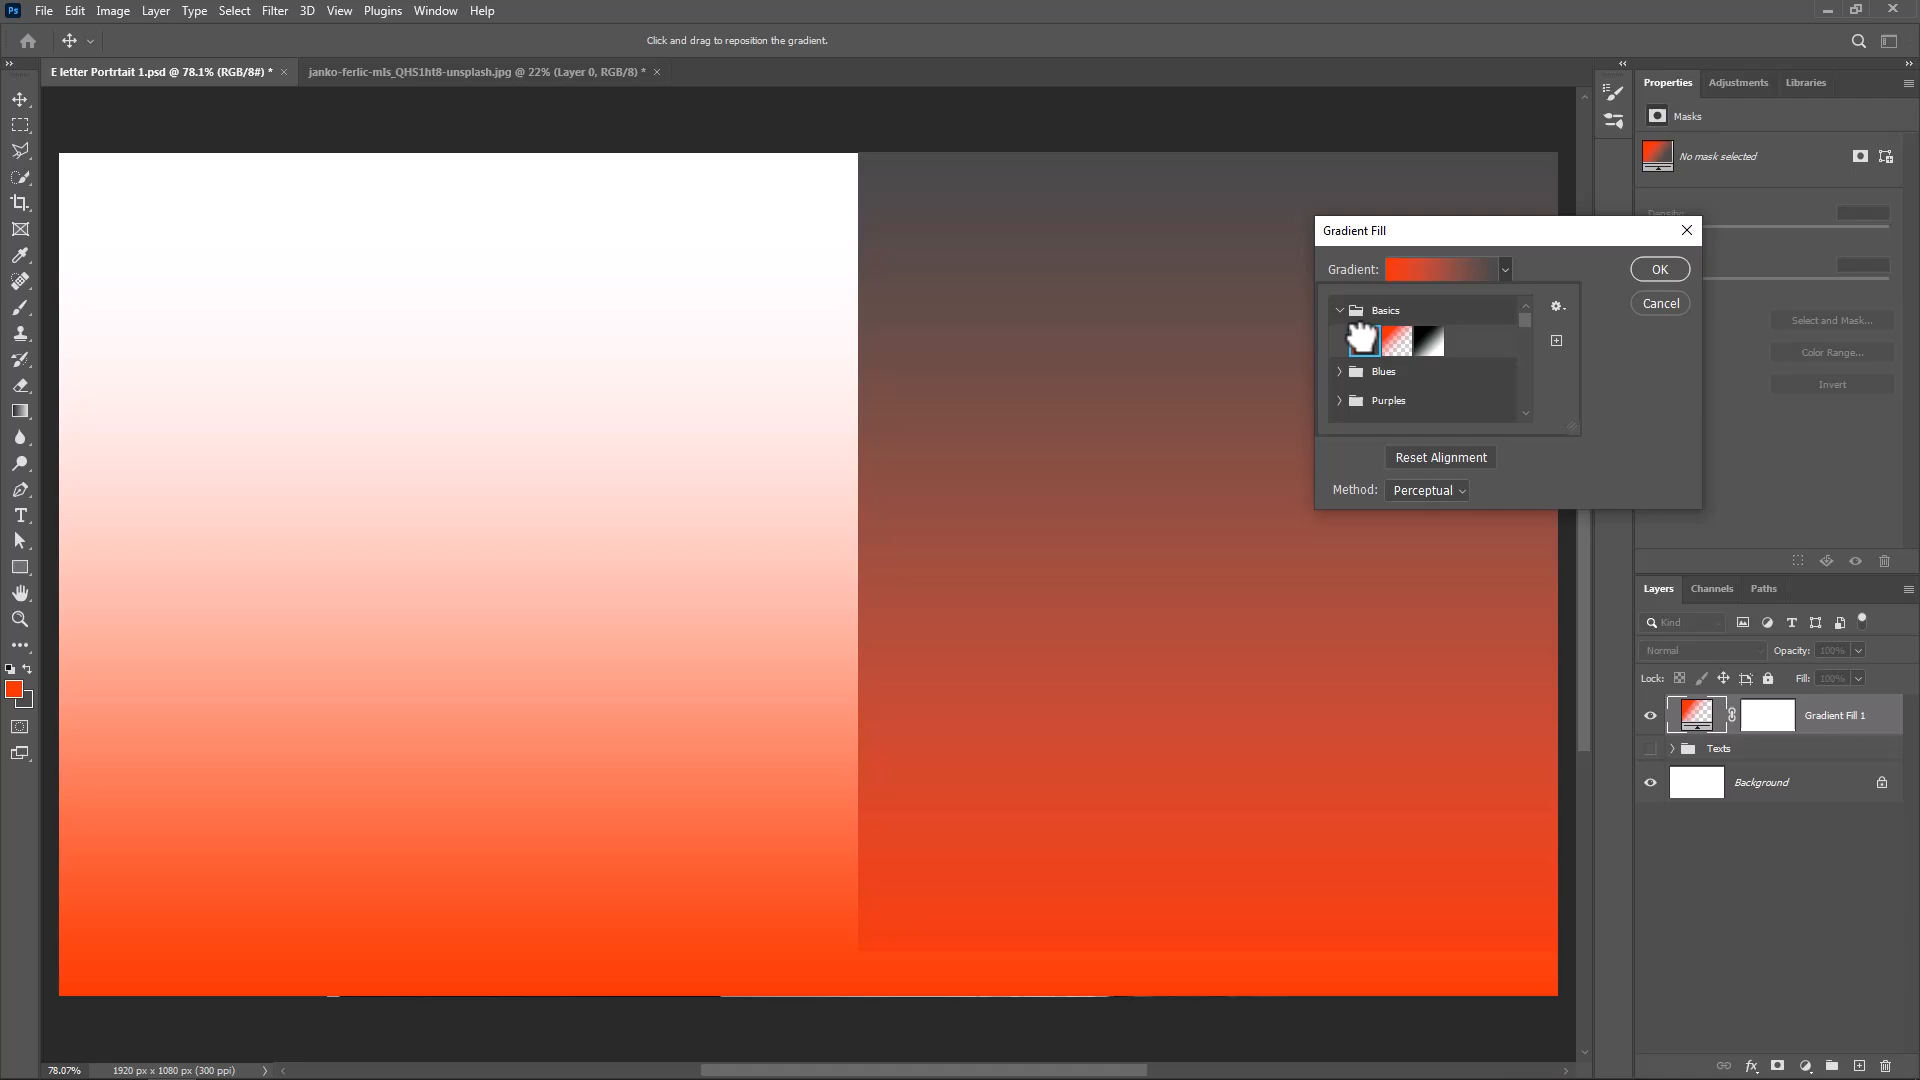 Ps File Edit Image Layer Type Select Filter 3D View Plugins Window Help
Click and drag to reposition the gradient.
E letter Portrtait 1.psd @ 78.1% (RGB/8#) * janko-ferlic-mIs_QHS1ht8-unsplash.jpg @ 22% (Layer 0, RGB/8) *
Properties Adjustments Libraries
Masks
No mask selected
Density:
Gradient Fill
Gradient: OK
Cancel
Basics
Blues
Purples
Reset Alignment
Method: Perceptual
Select and Mask...
Color Range...
Invert
Layers Channels Paths
Kind
Normal Opacity: 100%
Lock: Fill: 100%
Gradient Fill 1
Texts
Background
78.07% 1920 px x 1080 px (300 ppi)